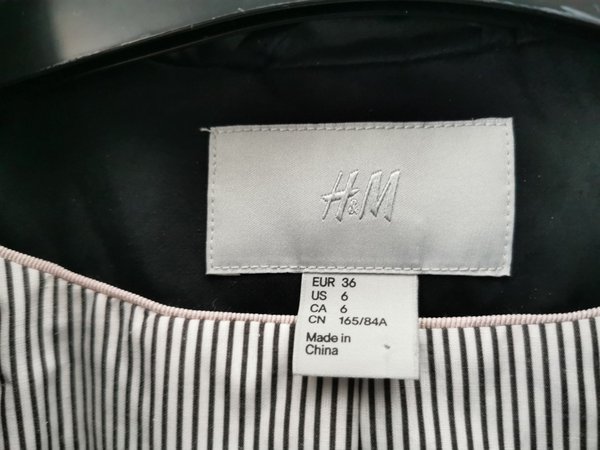 H&M
EUR 36
US 6
CA 6
CN 165/84A
Made in
China